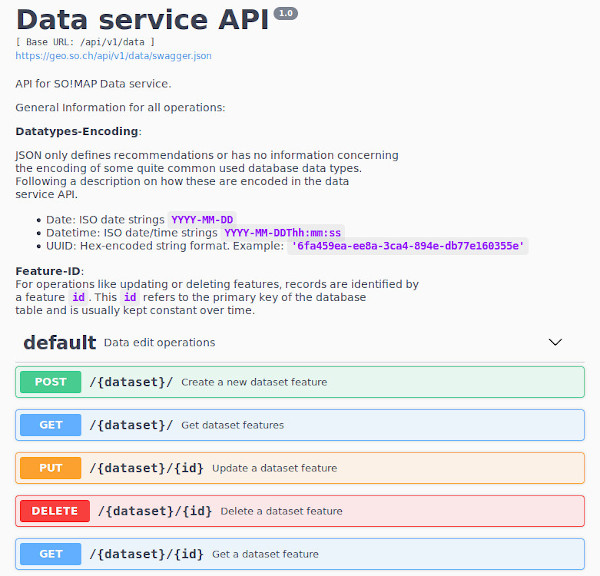 Data service API 1.0
[ Base URL: /api/v1/data ]
https://geo.so.ch/api/v1/data/swagger.json
API for SO!MAP Data service.
General Information for all operations:
Datatypes-Encoding:
JSON only defines recommendations or has no information concerning
the encoding of some quite common used database data types.
Following a description on how these are encoded in the data
service API.
• Date: ISO date strings YYYY-MM-DD
• Datetime: ISO date/time strings YYYY-MM-DDThh:mm:ss
• UUID: Hex-encoded string format. Example: '6fa459ea-ee8a-3ca4-894e-db77e160355e'
Feature-ID:
For operations like updating or deleting features, records are identified by
a feature id. This id refers to the primary key of the database
table and is usually kept constant over time.
default Data edit operations
POST /{dataset}/ Create a new dataset feature
GET /{dataset}/ Get dataset features
PUT /{dataset}/{id} Update a dataset feature
DELETE /{dataset}/{id} Delete a dataset feature
GET /{dataset}/{id} Get a dataset feature